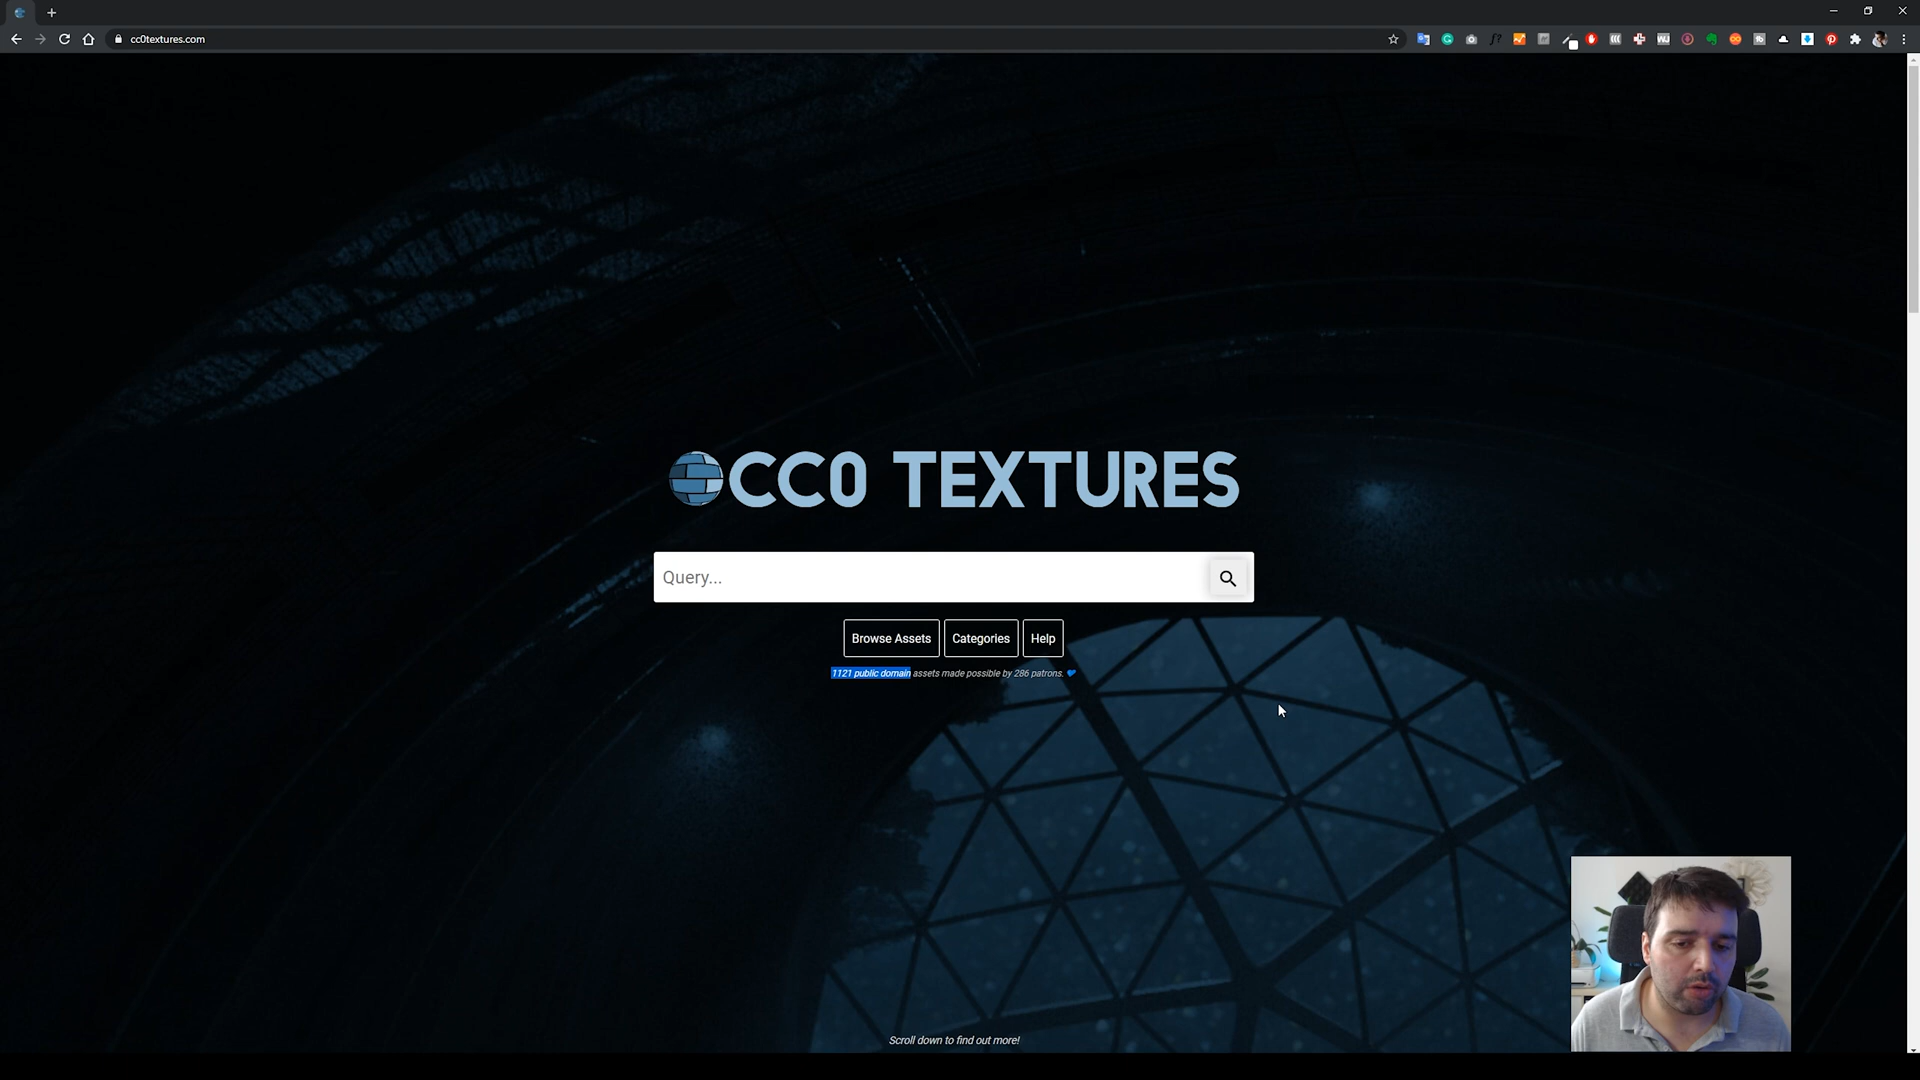 cc0textures.com
CC0 TEXTURES
Query...
Browse Assets
Categories
Help
1121 public domain assets made possible by 286 patrons.
Scroll down to find out more!